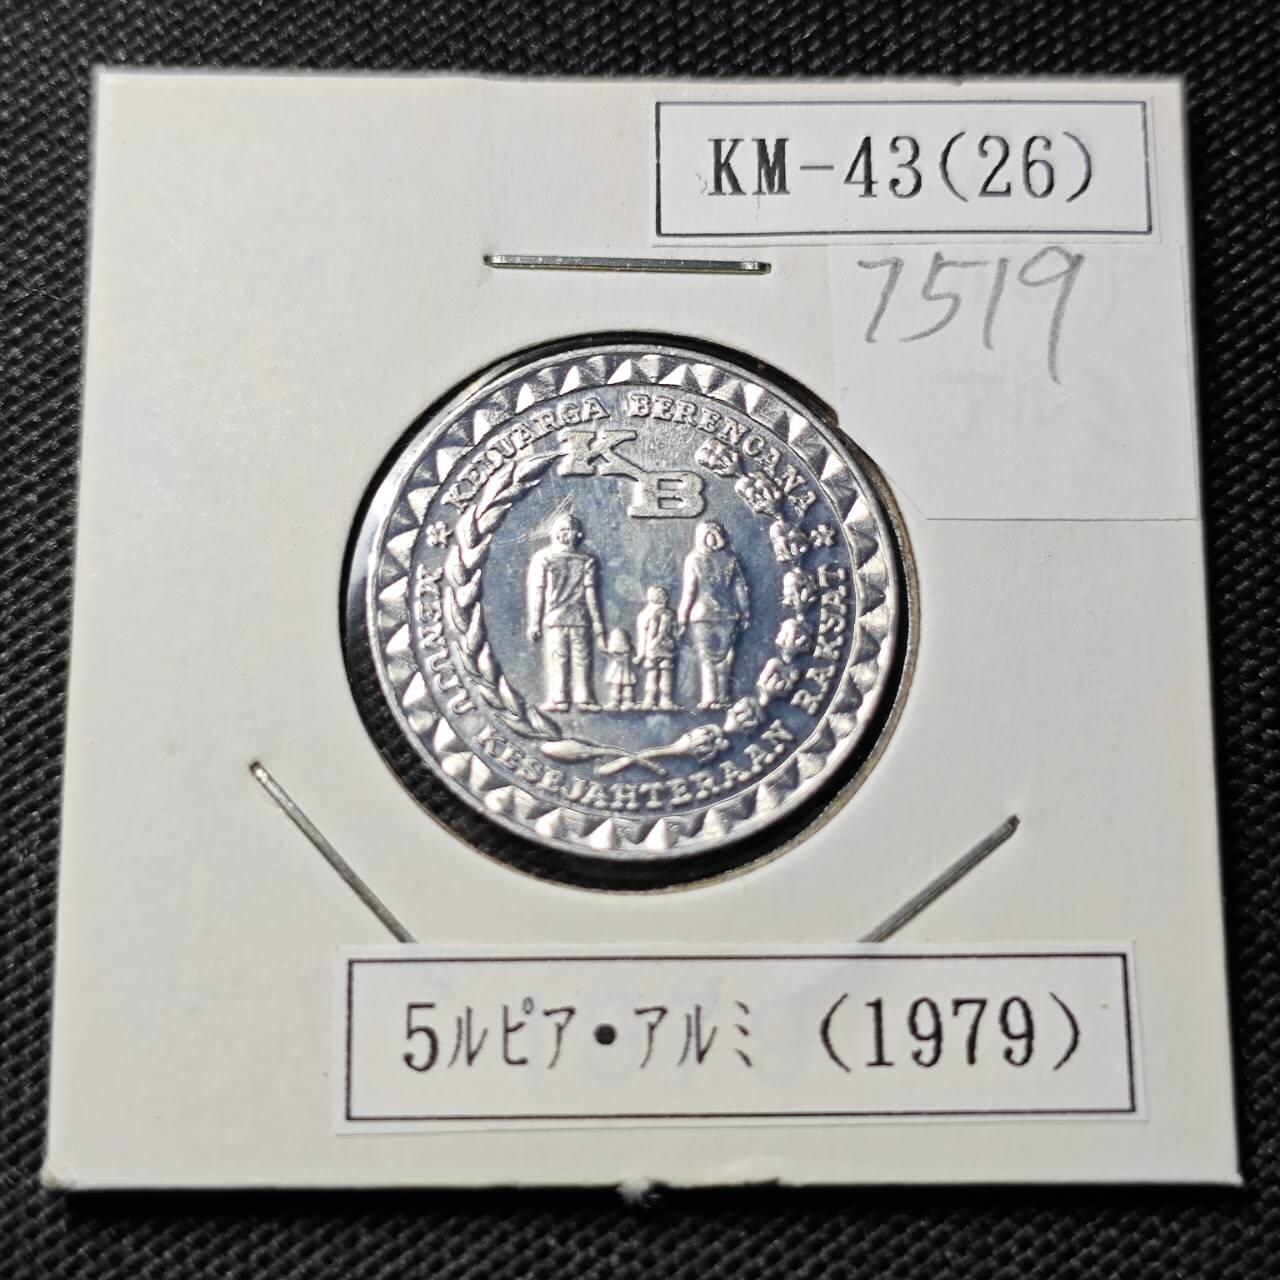 KM-43(26)
7519
KELUARGA BERENCANA
K
B
MENUJU KESEJAHTERAAN RAKYAT
5ルピア・アルミ (1979)